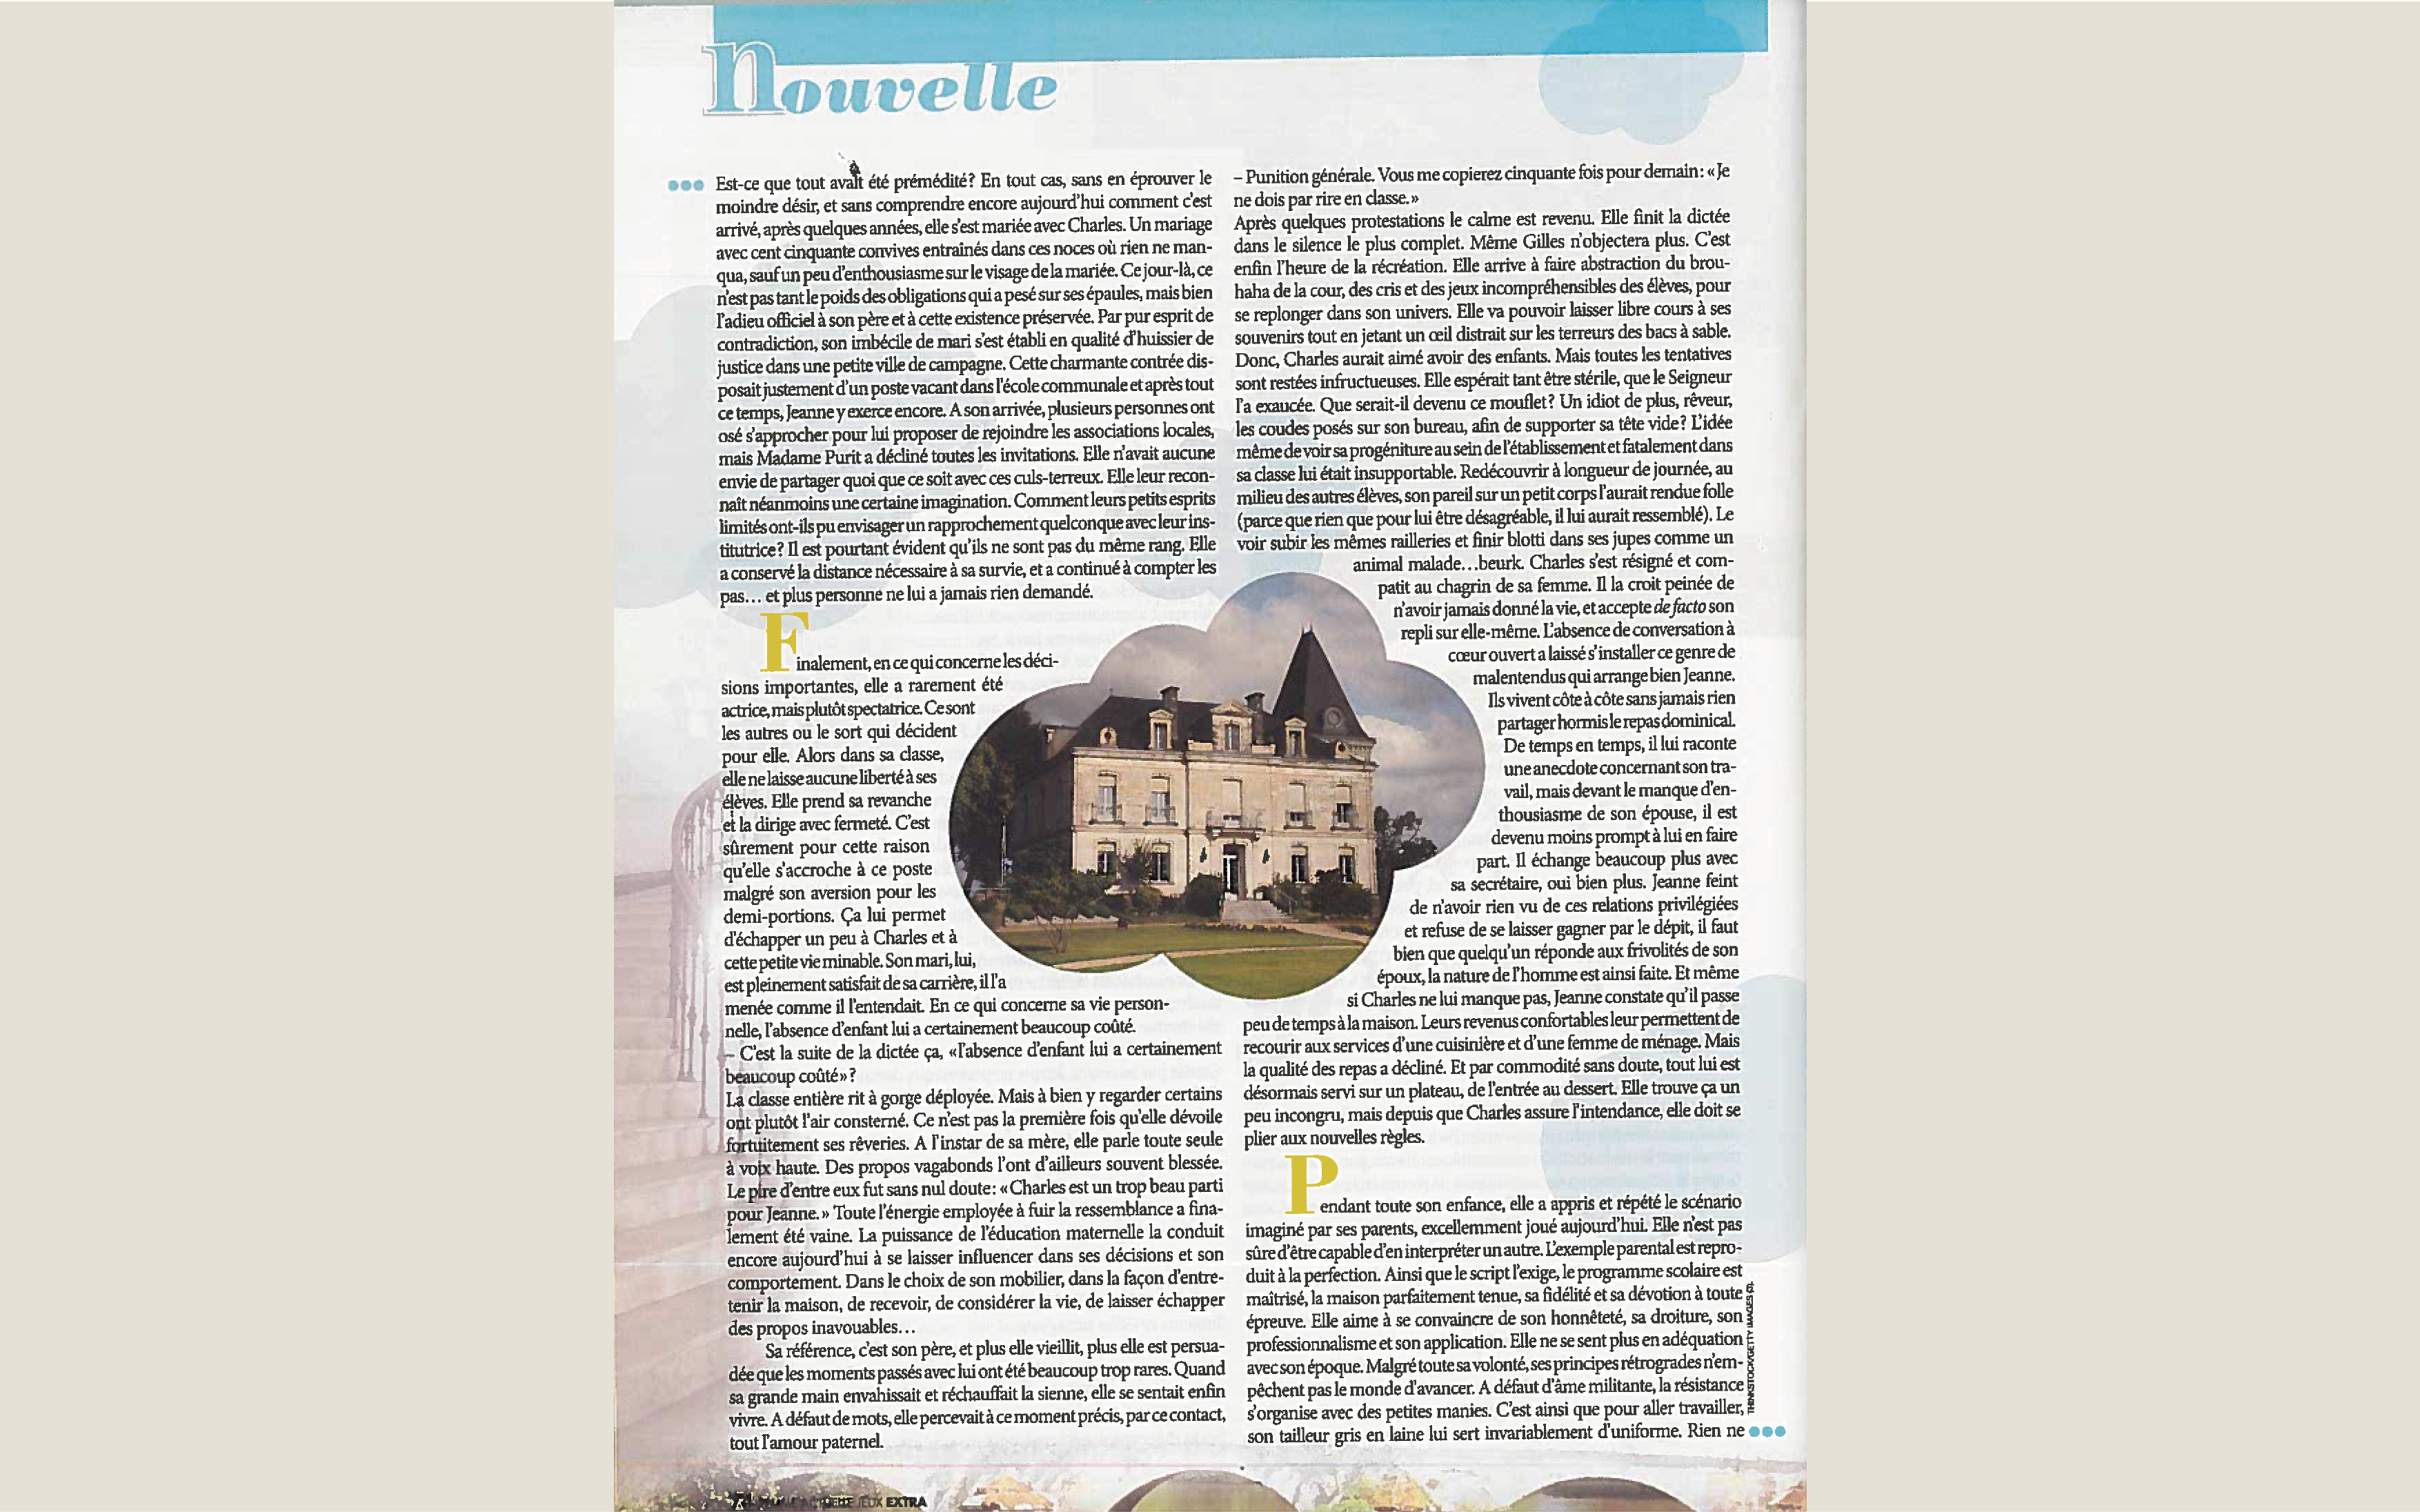 Nouvelle
Est-ce que tout avait été prémédité? En tout cas, sans en éprouver le
moindre désir, et sans comprendre encore aujourd'hui comment c'est
arrivé, après quelques années, elle s'est mariée avec Charles. Un mariage
avec cent cinquante convives entraînés dans ces noces où rien ne man-
qua, sauf un peu d'enthousiasme sur le visage de la mariée. Ce jour-là, ce
n'est pas tant le poids des obligations qui a pesé sur ses épaules, mais bien
l'adieu officiel à son père et à cette existence préservée. Par pur esprit de
contradiction, son imbécile de mari s'est établi en qualité d'huissier de
justice dans une petite ville de campagne. Cette charmante contrée dis-
posait justement d'un poste vacant dans l'école communale et après tout
ce temps, Jeanne y exerce encore. A son arrivée, plusieurs personnes ont
osé s'approcher pour lui proposer de rejoindre les associations locales,
mais Madame Purit a décliné toutes les invitations. Elle n'avait aucune
envie de partager quoi que ce soit avec ces culs-terreux. Elle leur recon-
naît néanmoins une certaine imagination. Comment leurs petits esprits
limités ont-ils pu envisager un rapprochement quelconque avec leur ins-
titutrice? Il est pourtant évident qu'ils ne sont pas du même rang. Elle
a conservé la distance nécessaire à sa survie, et a continué à compter les
pas... et plus personne ne lui a jamais rien demandé.
Finalement, en ce qui concerne les déci-
sions importantes, elle a rarement été
actrice, mais plutôt spectatrice. Ce sont
les autres ou le sort qui décident
pour elle. Alors dans sa classe,
elle ne laisse aucune liberté à ses
élèves. Elle prend sa revanche
et la dirige avec fermeté. C'est
sûrement pour cette raison
qu'elle s'accroche à ce poste
malgré son aversion pour les
demi-portions. Ça lui permet
d'échapper un peu à Charles et à
cette petite vie minable. Son mari, lui,
est pleinement satisfait de sa carrière, il l'a
menée comme il l'entendait. En ce qui concerne sa vie person-
nelle, l'absence d'enfant lui a certainement beaucoup coûté.
– C'est la suite de la dictée ça, «l'absence d'enfant lui a certainement
beaucoup coûté»?
La classe entière rit à gorge déployée. Mais à bien y regarder certains
ont plutôt l'air consterné. Ce n'est pas la première fois qu'elle dévoile
fortuitement ses rêveries. A l'instar de sa mère, elle parle toute seule
à voix haute. Des propos vagabonds l'ont d'ailleurs souvent blessée.
Le pire d'entre eux fut sans nul doute: «Charles est un trop beau parti
pour Jeanne.» Toute l'énergie employée à fuir la ressemblance a fina-
lement été vaine. La puissance de l'éducation maternelle la conduit
encore aujourd'hui à se laisser influencer dans ses décisions et son
comportement. Dans le choix de son mobilier, dans la façon d'entre-
tenir la maison, de recevoir, de considérer la vie, de laisser échapper
des propos inavouables...
Sa référence, c'est son père, et plus elle vieillit, plus elle est persua-
dée que les moments passés avec lui ont été beaucoup trop rares. Quand
sa grande main envahissait et réchauffait la sienne, elle se sentait enfin
vivre. A défaut de mots, elle percevait à ce moment précis, par ce contact,
tout l'amour paternel.
– Punition générale. Vous me copierez cinquante fois pour demain: «Je
ne dois par rire en classe.»
Après quelques protestations le calme est revenu. Elle finit la dictée
dans le silence le plus complet. Même Gilles n'objectera plus. C'est
enfin l'heure de la récréation. Elle arrive à faire abstraction du brou-
haha de la cour, des cris et des jeux incompréhensibles des élèves, pour
se replonger dans son univers. Elle va pouvoir laisser libre cours à ses
souvenirs tout en jetant un œil distrait sur les terreurs des bacs à sable.
Donc, Charles aurait aimé avoir des enfants. Mais toutes les tentatives
sont restées infructueuses. Elle espérait tant être stérile, que le Seigneur
l'a exaucée. Que serait-il devenu ce mouflet? Un idiot de plus, rêveur,
les coudes posés sur son bureau, afin de supporter sa tête vide? L'idée
même de voir sa progéniture au sein de l'établissement et fatalement dans
sa classe lui était insupportable. Redécouvrir à longueur de journée, au
milieu des autres élèves, son pareil sur un petit corps l'aurait rendue folle
(parce que rien que pour lui être désagréable, il lui aurait ressemblé). Le
voir subir les mêmes railleries et finir blotti dans ses jupes comme un
animal malade...beurk. Charles s'est résigné et com-
patit au chagrin de sa femme. Il la croit peinée de
n'avoir jamais donné la vie, et accepte de facto son
repli sur elle-même. L'absence de conversation à
cœur ouvert a laissé s'installer ce genre de
malentendus qui arrange bien Jeanne.
Ils vivent côte à côte sans jamais rien
partager hormis le repas dominical.
De temps en temps, il lui raconte
une anecdote concernant son tra-
vail, mais devant le manque d'en-
thousiasme de son épouse, il est
devenu moins prompt à lui en faire
part. Il échange beaucoup plus avec
sa secrétaire, oui bien plus. Jeanne feint
de n'avoir rien vu de ces relations privilégiées
et refuse de se laisser gagner par le dépit, il faut
bien que quelqu'un réponde aux frivolités de son
époux, la nature de l'homme est ainsi faite. Et même
si Charles ne lui manque pas, Jeanne constate qu'il passe
peu de temps à la maison. Leurs revenus confortables leur permettent de
recourir aux services d'une cuisinière et d'une femme de ménage. Mais
la qualité des repas a décliné. Et par commodité sans doute, tout lui est
désormais servi sur un plateau, de l'entrée au dessert. Elle trouve ça un
peu incongru, mais depuis que Charles assure l'intendance, elle doit se
plier aux nouvelles règles.
Pendant toute son enfance, elle a appris et répété le scénario
imaginé par ses parents, excellemment joué aujourd'hui. Elle n'est pas
sûre d'être capable d'en interpréter un autre. L'exemple parental est repro-
duit à la perfection. Ainsi que le script l'exige, le programme scolaire est
maîtrisé, la maison parfaitement tenue, sa fidélité et sa dévotion à toute
épreuve. Elle aime à se convaincre de son honnêteté, sa droiture, son
professionnalisme et son application. Elle ne se sent plus en adéquation
avec son époque. Malgré toute sa volonté, ses principes rétrogrades n'em-
pêchent pas le monde d'avancer. A défaut d'âme militante, la résistance
s'organise avec des petites manies. C'est ainsi que pour aller travailler,
son tailleur gris en laine lui sert invariablement d'uniforme. Rien ne
THINKSTOCK/GETTY IMAGES
ACTUELLE JEUX EXTRA